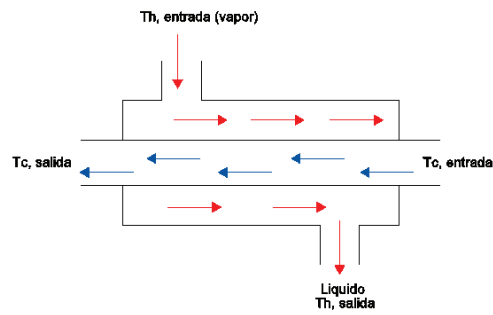 Th, entrada (vapor)
Tc, salida
Tc, entrada
Liquido
Th, salida